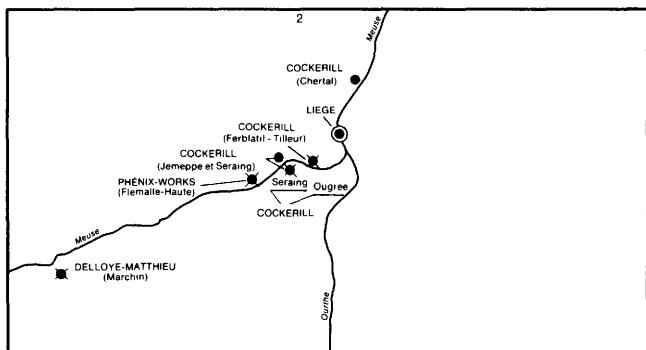 2
Meuse
COCKERILL
(Chertal)
LIEGE
COCKERILL
(Ferblatil - Tilleur)
COCKERILL
(Jemeppe et Seraing)
PHÉNIX-WORKS
(Flemalle-Haute)
Seraing
Ougree
COCKERILL
Meuse
DELLOYE-MATTHIEU
(Marchin)
Ourthe